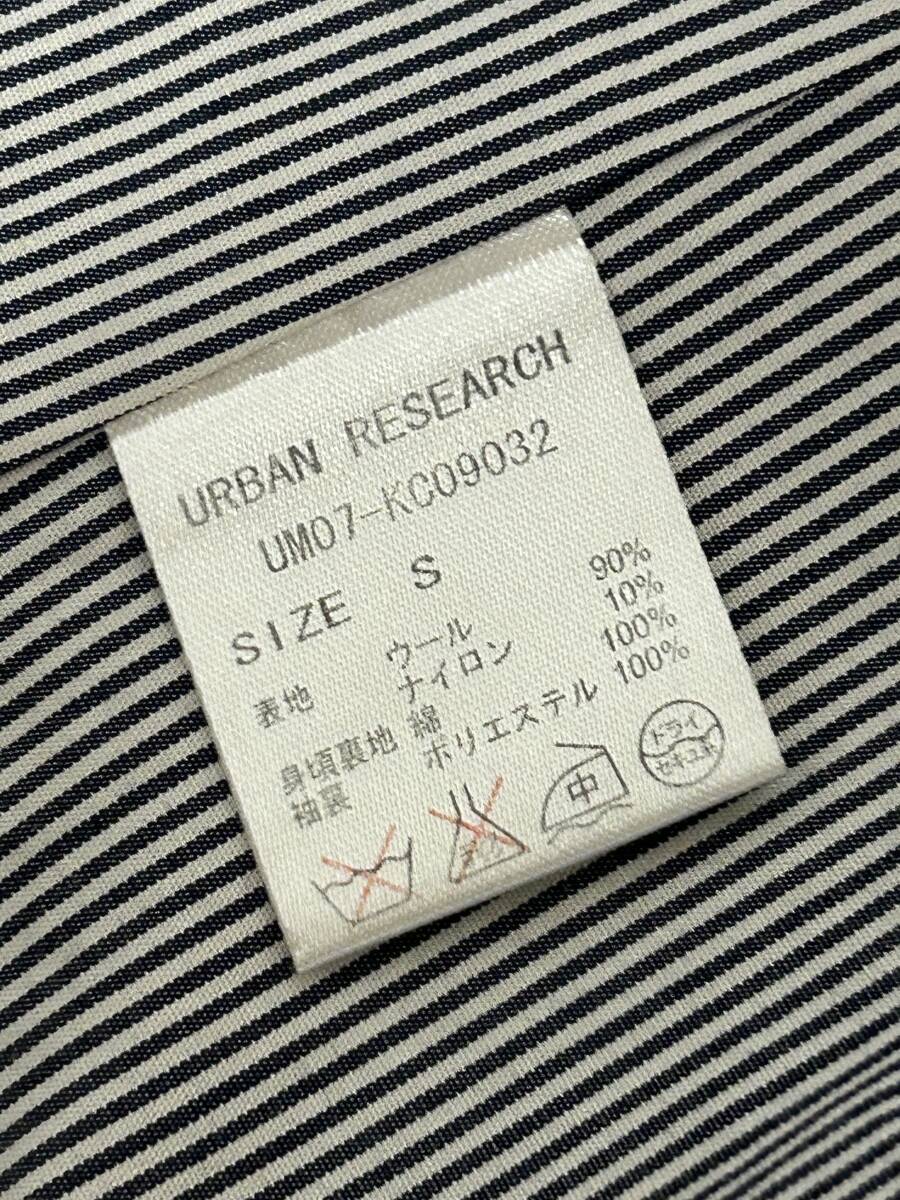 URBAN RESEARCH
UM07-KC09032
SIZE S
表地 ウール 90%
ナイロン 10%
身頃裏地 綿 100%
袖裏 ポリエステル 100%
中
ドライ
セキユ系